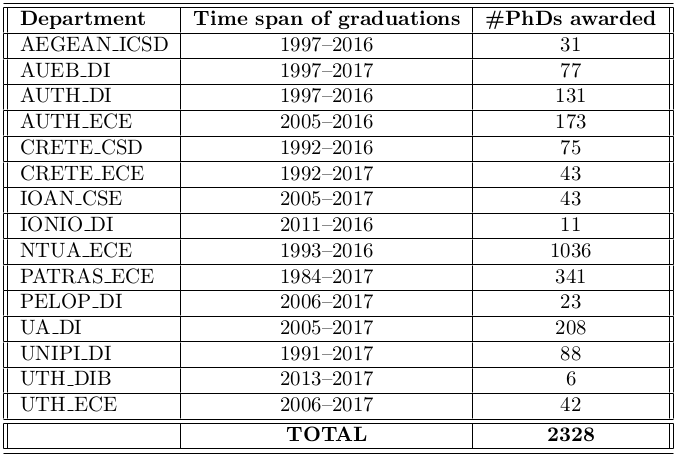 Department Time span of graduations #PhDs awarded
AEGEAN_ICSD 1997–2016 31
AUEB_DI 1997–2017 77
AUTH_DI 1997–2016 131
AUTH_ECE 2005–2016 173
CRETE_CSD 1992–2016 75
CRETE_ECE 1992–2017 43
IOAN_CSE 2005–2017 43
IONIO_DI 2011–2016 11
NTUA_ECE 1993–2016 1036
PATRAS_ECE 1984–2017 341
PELOP_DI 2006–2017 23
UA_DI 2005–2017 208
UNIPI_DI 1991–2017 88
UTH_DIB 2013–2017 6
UTH_ECE 2006–2017 42
TOTAL 2328